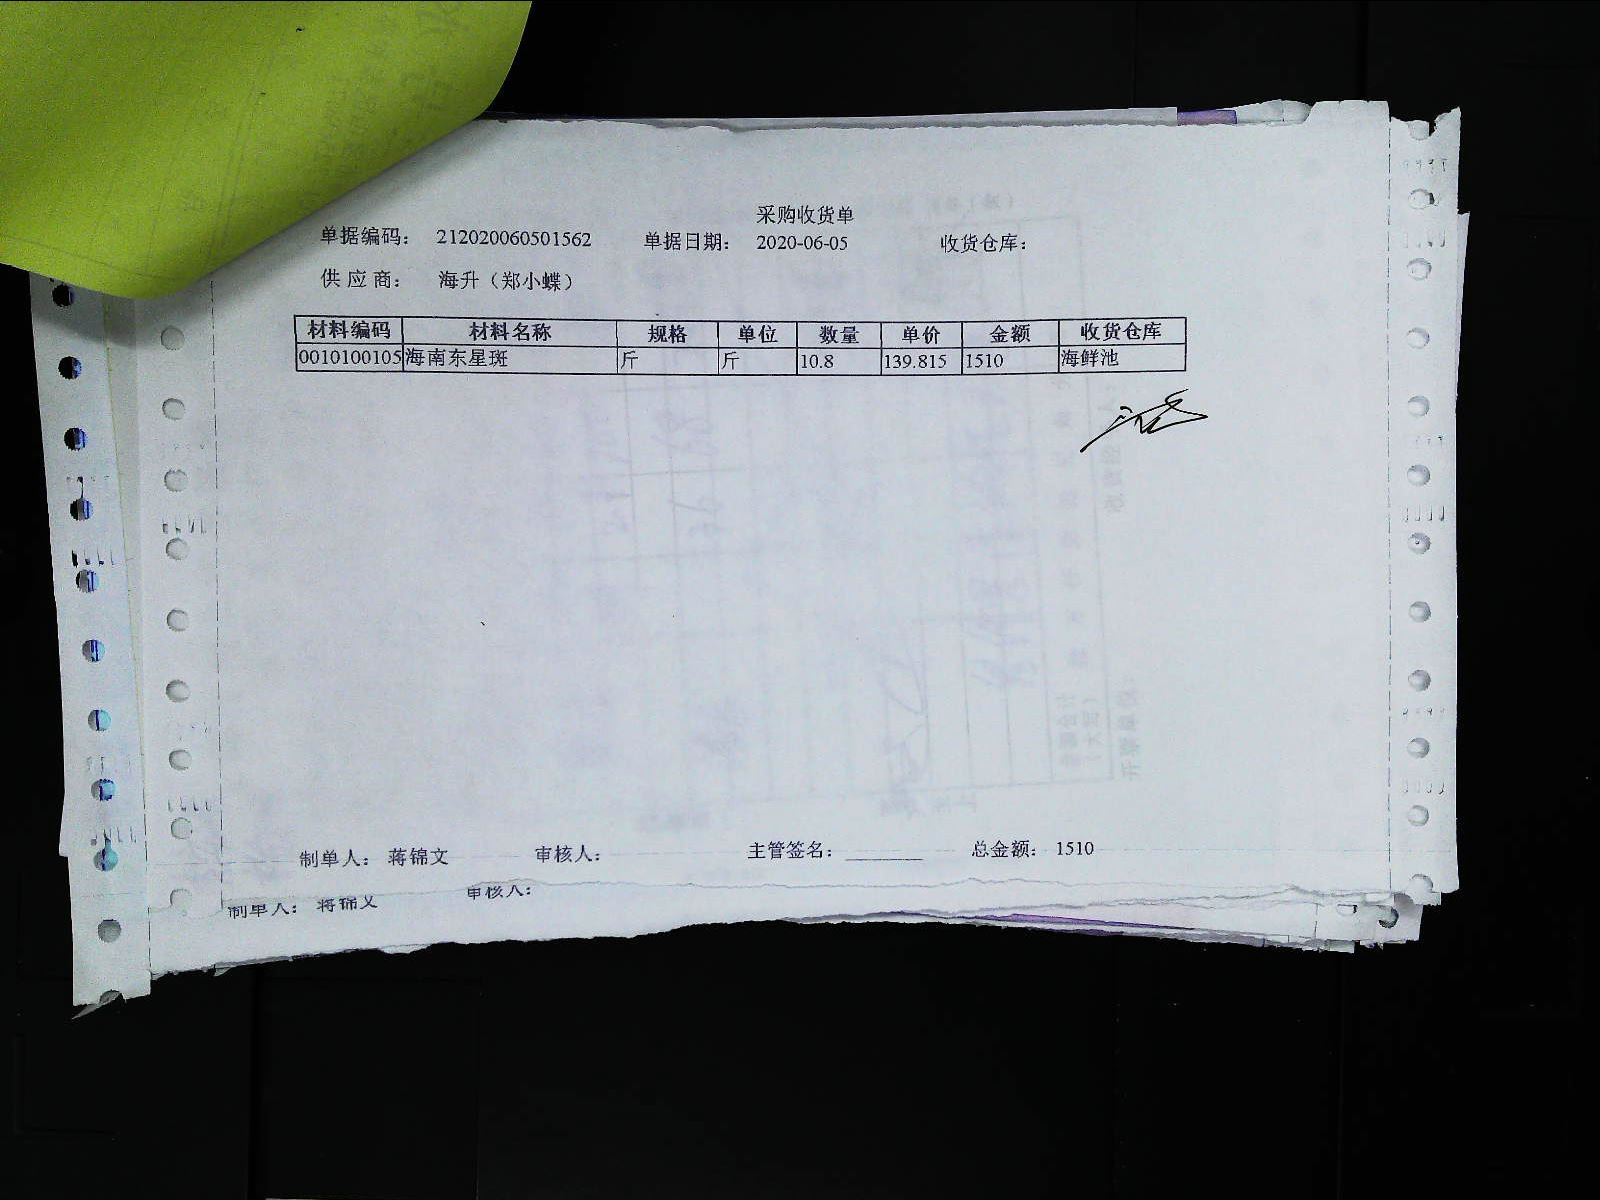 采购收货单
单据编码： 212020060501562 单据日期： 2020-06-05 收货仓库：
供 应 商： 海升（郑小蝶）
材料编码 材料名称 规格 单位 数量 单价 金额 收货仓库
0010100105 海南东星斑 斤 斤 10.8 139.815 1510 海鲜池
制单人： 蒋锦文 审核人： 主管签名：________ 总金额： 1510
制单人： 蒋锦文 审核人：